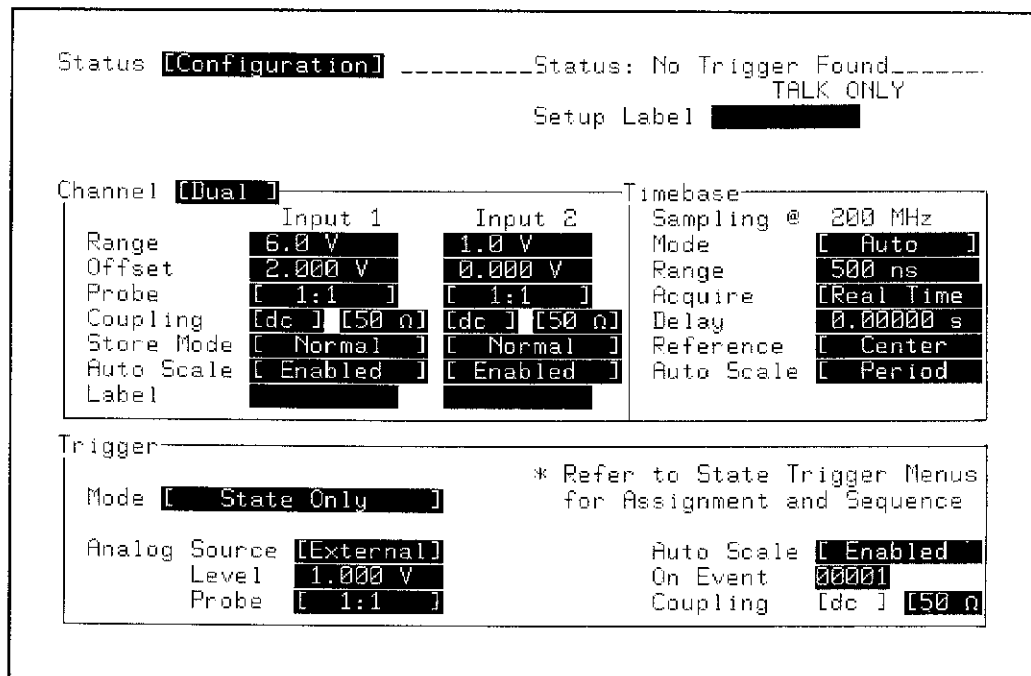 Status [Configuration] __________Status: No Trigger Found_______
TALK ONLY
Setup Label
Channel [Dual ]
Input 1 Input 2
Range 6.0 V 1.0 V
Offset 2.000 V 0.000 V
Probe [ 1:1 ] [ 1:1 ]
Coupling [dc ] [50 Ω] [dc ] [50 Ω]
Store Mode [ Normal ] [ Normal ]
Auto Scale [ Enabled ] [ Enabled ]
Label
Timebase
Sampling @ 200 MHz
Mode [ Auto ]
Range 500 ns
Acquire [Real Time
Delay 0.00000 s
Reference [ Center
Auto Scale [ Period
Trigger
Mode [ State Only ]
* Refer to State Trigger Menus
for Assignment and Sequence
Analog Source [External]
Level 1.000 V
Probe [ 1:1 ]
Auto Scale [ Enabled
On Event 00001
Coupling [dc ] [50 Ω